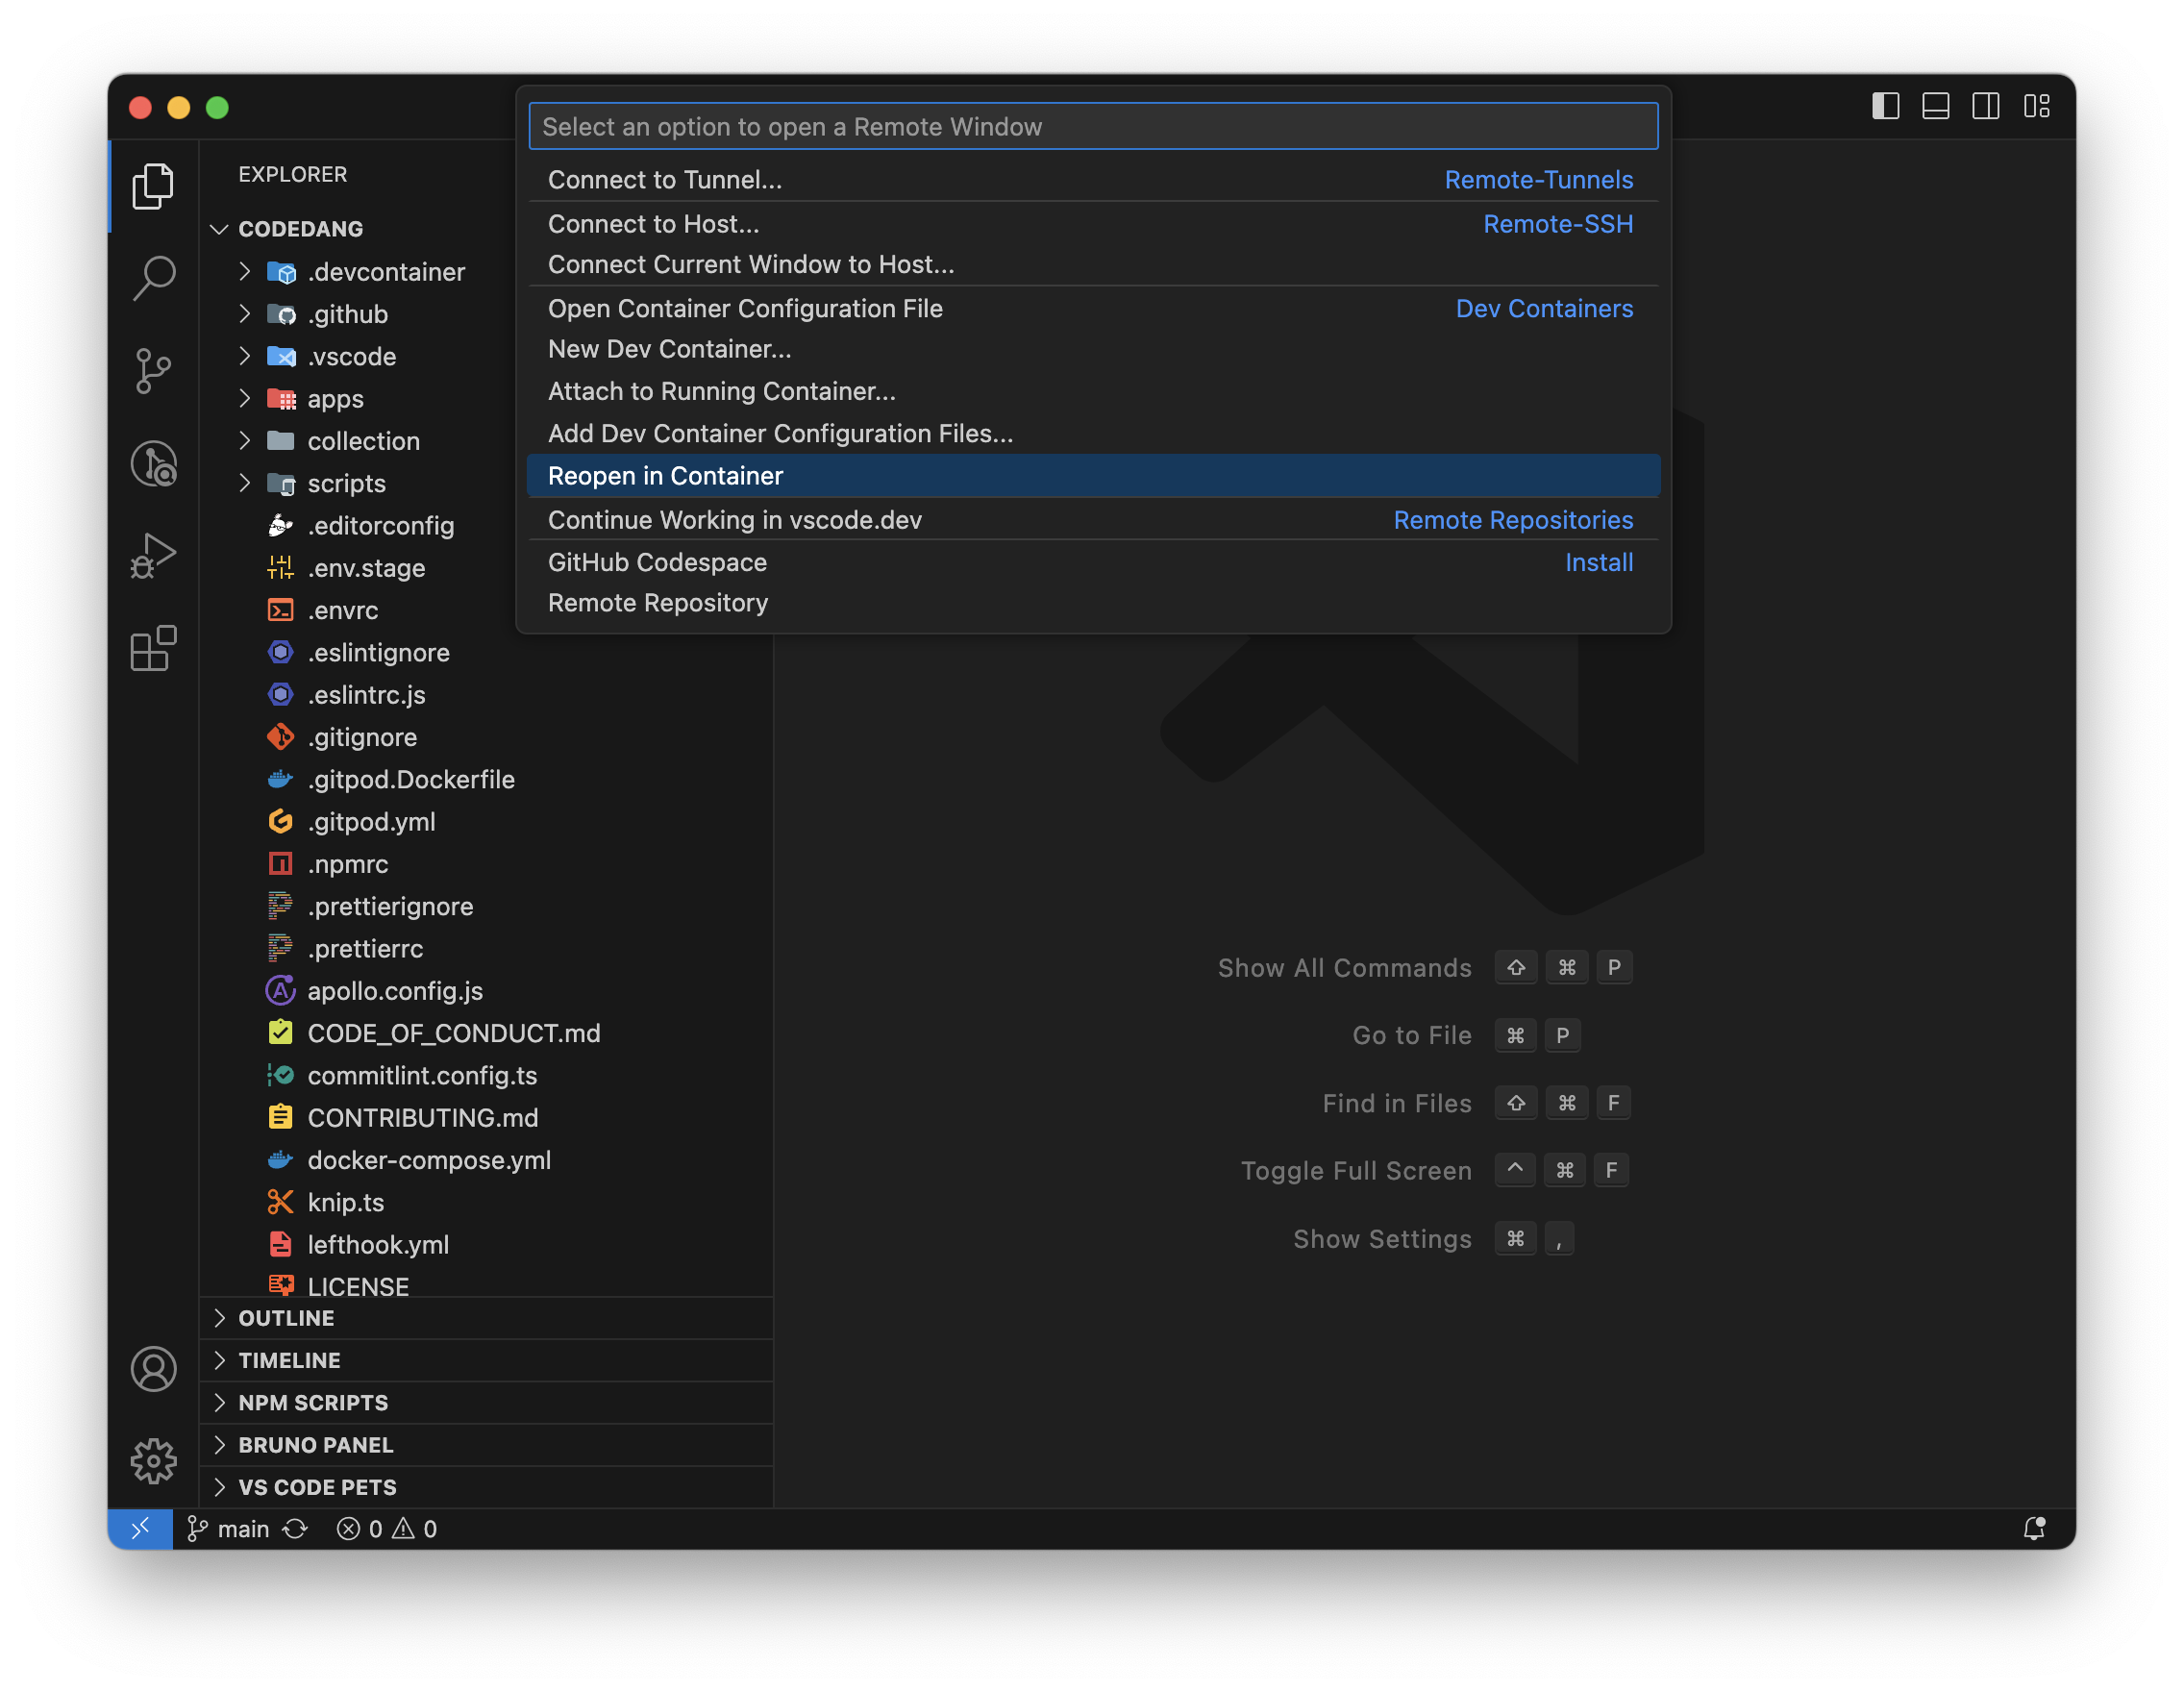 Select an option to open a Remote Window
Connect to Tunnel... Remote-Tunnels
Connect to Host... Remote-SSH
Connect Current Window to Host...
Open Container Configuration File Dev Containers
New Dev Container...
Attach to Running Container...
Add Dev Container Configuration Files...
Reopen in Container
Continue Working in vscode.dev Remote Repositories
GitHub Codespace Install
Remote Repository
EXPLORER
CODEDANG
.devcontainer
.github
.vscode
apps
collection
scripts
.editorconfig
.env.stage
.envrc
.eslintignore
.eslintrc.js
.gitignore
.gitpod.Dockerfile
.gitpod.yml
.npmrc
.prettierignore
.prettierrc
apollo.config.js
CODE_OF_CONDUCT.md
commitlint.config.ts
CONTRIBUTING.md
docker-compose.yml
knip.ts
lefthook.yml
LICENSE
OUTLINE
TIMELINE
NPM SCRIPTS
BRUNO PANEL
VS CODE PETS
Show All Commands ⇧ ⌘ P
Go to File ⌘ P
Find in Files ⇧ ⌘ F
Toggle Full Screen ^ ⌘ F
Show Settings ⌘ ,
main 0 0